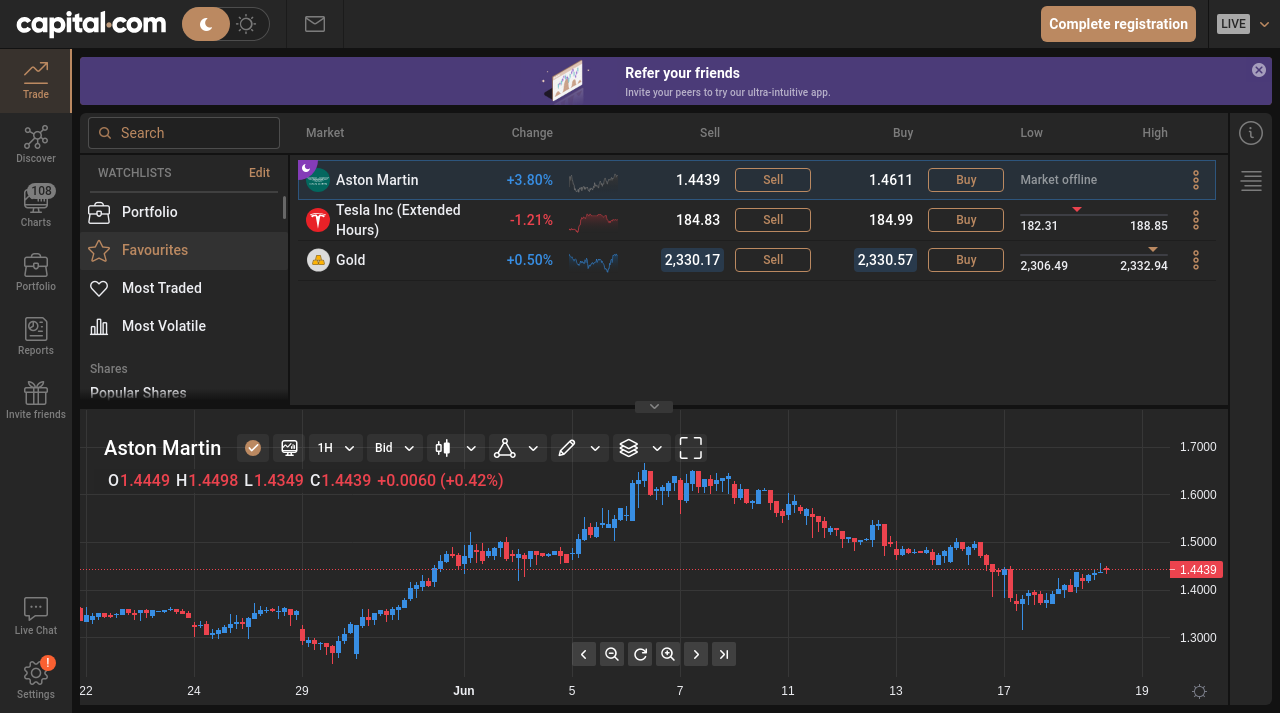 capital.com
Complete registration
LIVE
Trade
Discover
108
Charts
Portfolio
Reports
Invite friends
Live Chat
!
Settings
Refer your friends
Invite your peers to try our ultra-intuitive app.
Search
WATCHLISTS Edit
Portfolio
Favourites
Most Traded
Most Volatile
Shares
Popular Shares
Market Change Sell Buy Low High
Aston Martin +3.80% 1.4439 Sell 1.4611 Buy Market offline
Tesla Inc (Extended
Hours) -1.21% 184.83 Sell 184.99 Buy 182.31 188.85
Gold +0.50% 2,330.17 Sell 2,330.57 Buy 2,306.49 2,332.94
Aston Martin 1H Bid
O1.4449 H1.4498 L1.4349 C1.4439 +0.0060 (+0.42%)
1.7000
1.6000
1.5000
1.4439
1.4000
1.3000
22 24 29 Jun 5 7 11 13 17 19